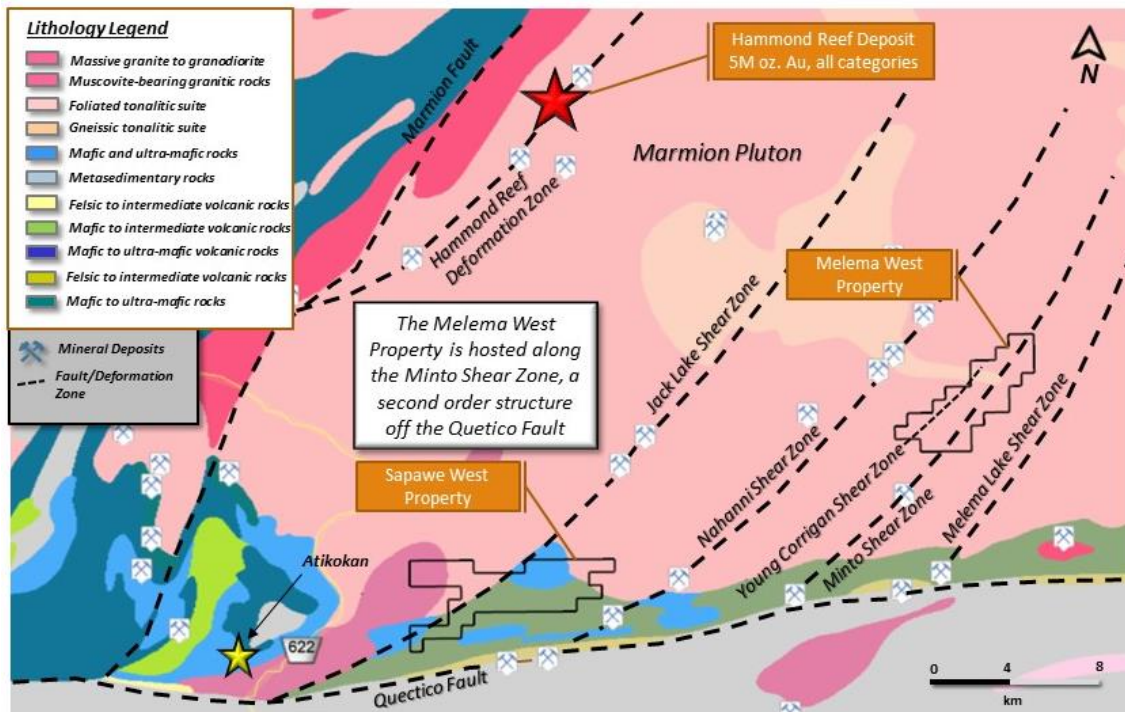 Lithology Legend
Massive granite to granodiorite
Muscovite-bearing granitic rocks
Foliated tonalitic suite
Gneissic tonalitic suite
Mafic and ultra-mafic rocks
Metasedimentary rocks
Felsic to intermediate volcanic rocks
Mafic to intermediate volcanic rocks
Mafic to ultra-mafic volcanic rocks
Felsic to intermediate volcanic rocks
Mafic to ultra-mafic rocks
Mineral Deposits
Fault/Deformation
Zone
Marmion Fault
Hammond Reef Deposit
5M oz. Au, all categories
N
Marmion Pluton
Hammond Reef
Deformation Zone
Melema West
Property
The Melema West
Property is hosted along
the Minto Shear Zone, a
second order structure
off the Quetico Fault
Jack Lake Shear Zone
Sapawe West
Property
Nahanni Shear Zone
Young Corrigan Shear Zone
Minto Shear Zone
Melema Lake Shear Zone
Atikokan
622
Quectico Fault
0 4 8
km